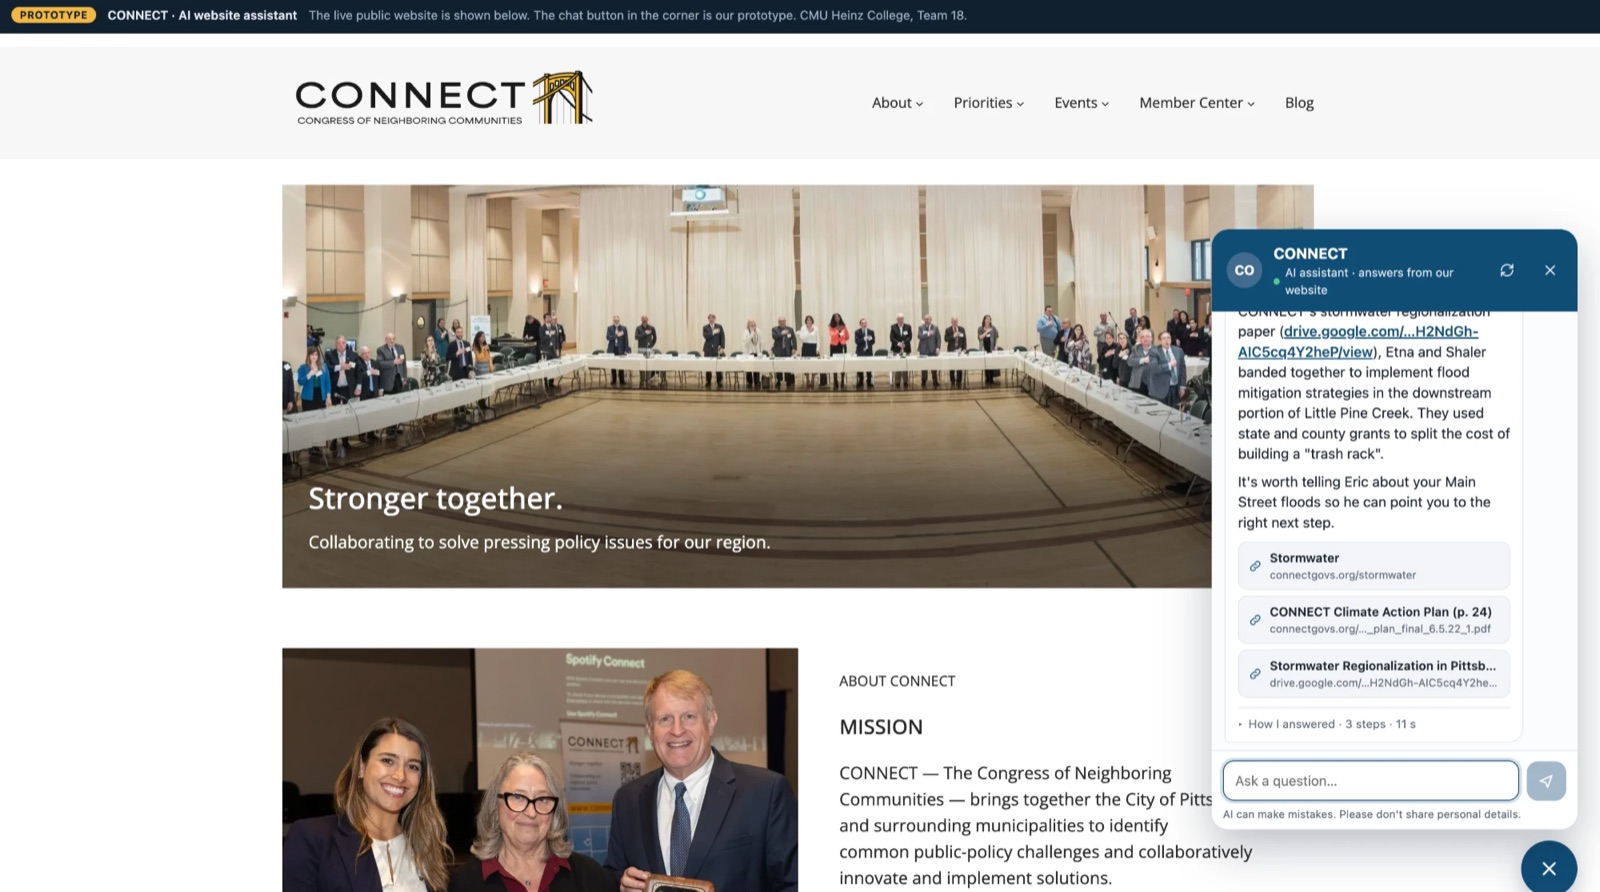 PROTOTYPE CONNECT · AI website assistant The live public website is shown below. The chat button in the corner is our prototype. CMU Heinz College, Team 18.
CONNECT
CONGRESS OF NEIGHBORING COMMUNITIES
About Priorities Events Member Center Blog
Stronger together.
Collaborating to solve pressing policy issues for our region.
Spotify Connect
CONNECT
ABOUT CONNECT
MISSION
CONNECT — The Congress of Neighboring
Communities — brings together the City of Pitts
and surrounding municipalities to identify
common public-policy challenges and collaboratively
innovate and implement solutions.
CO
CONNECT
AI assistant · answers from our
website
CONNECT's stormwater regionalization
paper (drive.google.com/...H2NdGh-
AIC5cq4Y2heP/view), Etna and Shaler
banded together to implement flood
mitigation strategies in the downstream
portion of Little Pine Creek. They used
state and county grants to split the cost of
building a "trash rack".
It's worth telling Eric about your Main
Street floods so he can point you to the
right next step.
Stormwater
connectgovs.org/stormwater
CONNECT Climate Action Plan (p. 24)
connectgovs.org/..._plan_final_6.5.22_1.pdf
Stormwater Regionalization in Pittsb...
drive.google.com/...H2NdGh-AIC5cq4Y2he...
How I answered · 3 steps · 11 s
Ask a question...
AI can make mistakes. Please don't share personal details.